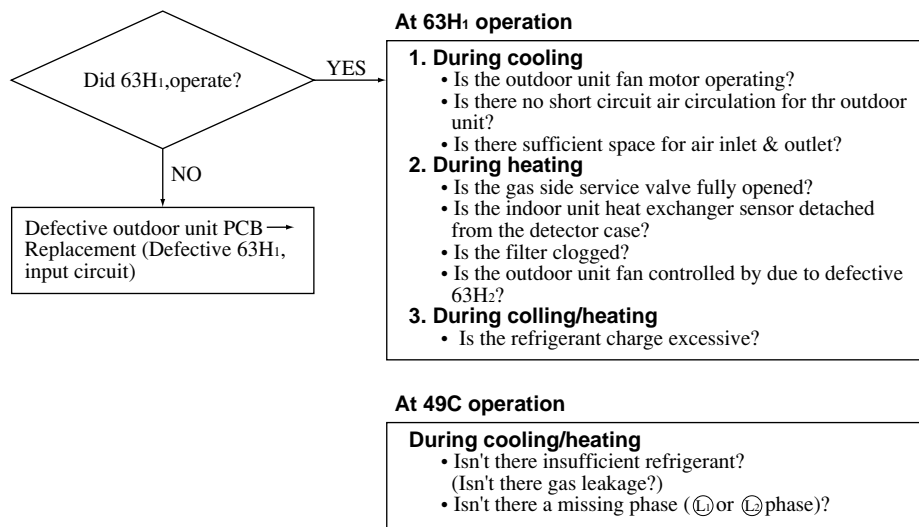 Did 63H₁,operate?
YES
NO
Defective outdoor unit PCB →
Replacement (Defective 63H₁,
input circuit)
At 63H₁ operation
1. During cooling
• Is the outdoor unit fan motor operating?
• Is there no short circuit air circulation for thr outdoor
unit?
• Is there sufficient space for air inlet & outlet?
2. During heating
• Is the gas side service valve fully opened?
• Is the indoor unit heat exchanger sensor detached
from the detector case?
• Is the filter clogged?
• Is the outdoor unit fan controlled by due to defective
63H₂?
3. During colling/heating
• Is the refrigerant charge excessive?
At 49C operation
During cooling/heating
• Isn't there insufficient refrigerant?
(Isn't there gas leakage?)
• Isn't there a missing phase (L₁ or L₂ phase)?